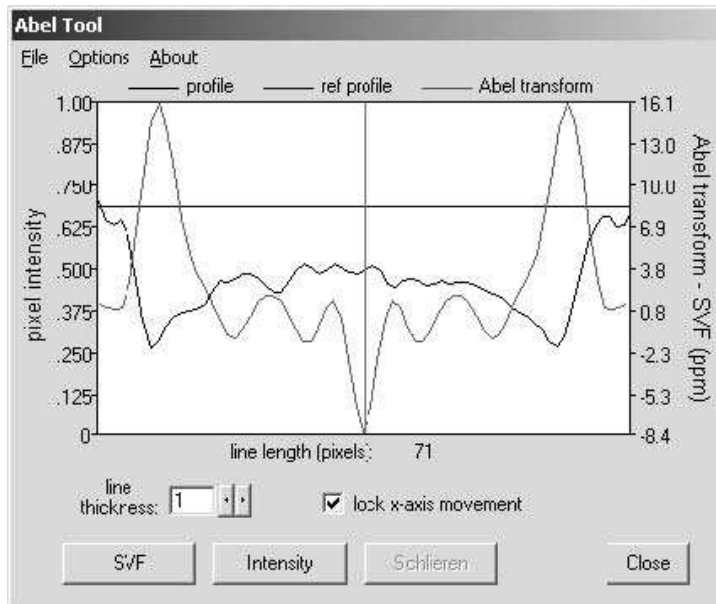 Abel Tool
File Options About
profile ref profile Abel transform
1.00
.875
.750
.625
.500
.375
.250
.125
0
pixel intensity
16.1
13.0
10.0
6.9
3.8
0.8
-2.3
-5.3
-8.4
Abel transform - SVF (ppm)
line length (pixels): 71
line
thickness: 1
lock x-axis movement
SVF Intensity Schlieren Close